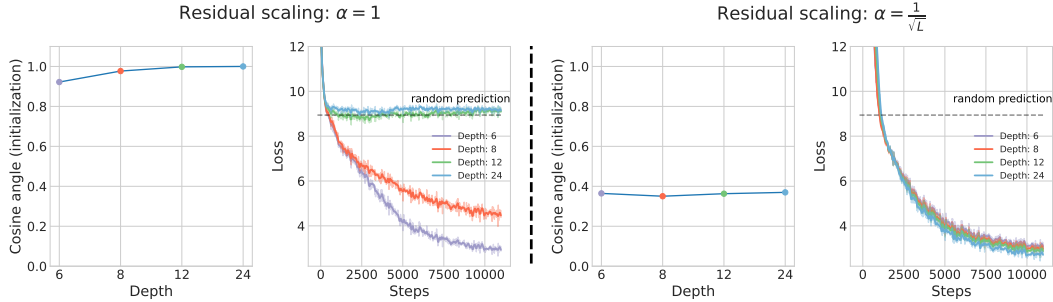 Residual scaling: α = 1
Cosine angle (initialization)
1.0
0.8
0.6
0.4
0.2
0.0
6 8 12 24
Depth
Loss
12
10
8
6
4
random prediction
Depth: 6
Depth: 8
Depth: 12
Depth: 24
0 2500 5000 7500 10000
Steps
Residual scaling: α = 1/√L
Cosine angle (initialization)
1.0
0.8
0.6
0.4
0.2
0.0
6 8 12 24
Depth
Loss
12
10
8
6
4
random prediction
Depth: 6
Depth: 8
Depth: 12
Depth: 24
0 2500 5000 7500 10000
Steps